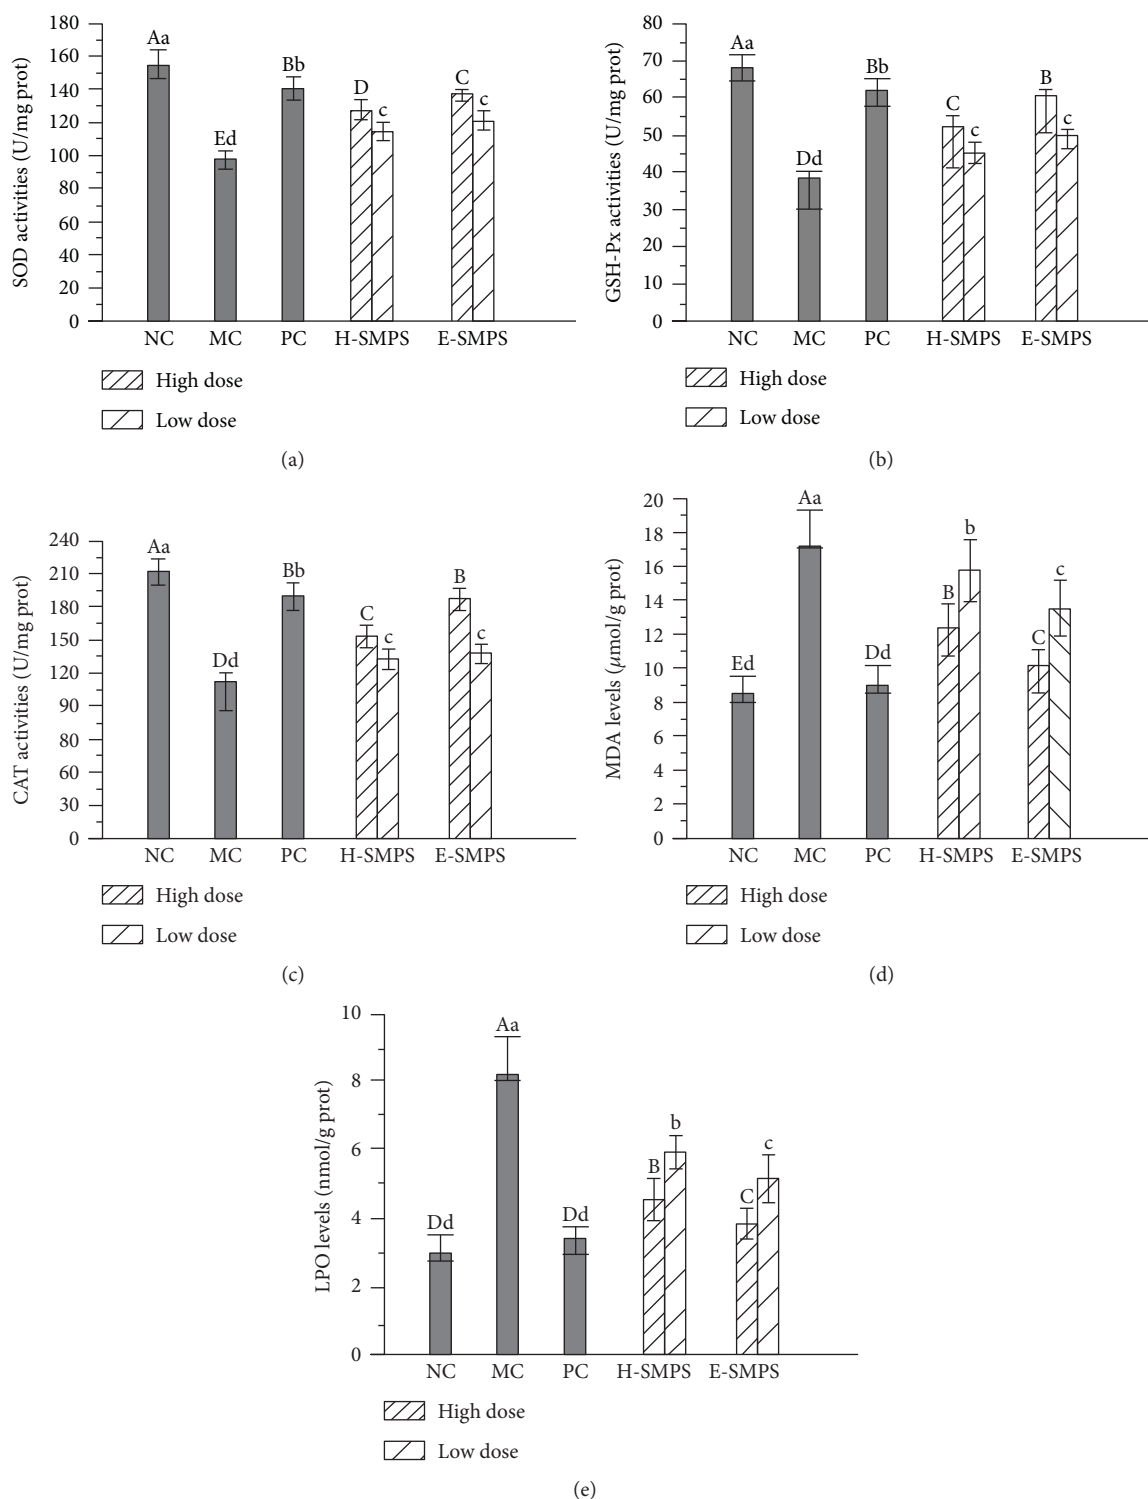 180
160
140
120
100
80
60
40
20
0
SOD activities (U/mg prot)
Aa
Ed
Bb
D
c
C
c
NC MC PC H-SMPS E-SMPS
High dose
Low dose
(a)
80
70
60
50
40
30
20
10
0
GSH-Px activities (U/mg prot)
Aa
Dd
Bb
C
c
B
c
NC MC PC H-SMPS E-SMPS
High dose
Low dose
(b)
240
210
180
150
120
90
80
60
30
0
CAT activities (U/mg prot)
Aa
Dd
Bb
C
c
B
c
NC MC PC H-SMPS E-SMPS
High dose
Low dose
(c)
20
18
16
14
12
10
8
6
4
2
0
MDA levels (μmol/g prot)
Ed
Aa
Dd
B
b
C
c
NC MC PC H-SMPS E-SMPS
High dose
Low dose
(d)
10
8
6
4
2
0
LPO levels (nmol/g prot)
Dd
Aa
Dd
B
b
C
c
NC MC PC H-SMPS E-SMPS
High dose
Low dose
(e)